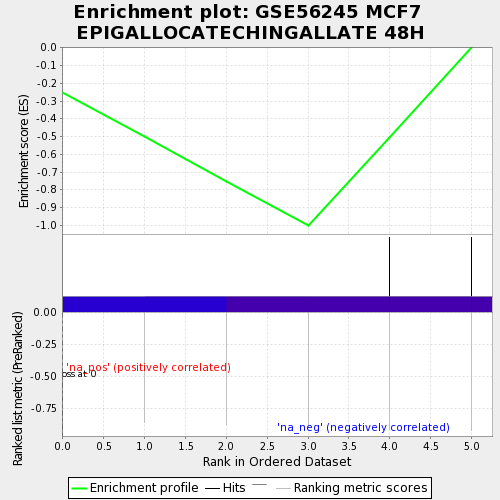 Enrichment plot: GSE56245 MCF7
EPIGALLOCATECHINGALLATE 48H
Enrichment score (ES)
0.0
-0.1
-0.2
-0.3
-0.4
-0.5
-0.6
-0.7
-0.8
-0.9
-1.0
Ranked list metric (PreRanked)
0.00
-0.25
-0.50
-0.75
'na_pos' (positively correlated)
oss at 0
'na_neg' (negatively correlated)
0.0 0.5 1.0 1.5 2.0 2.5 3.0 3.5 4.0 4.5 5.0
Rank in Ordered Dataset
Enrichment profile Hits Ranking metric scores